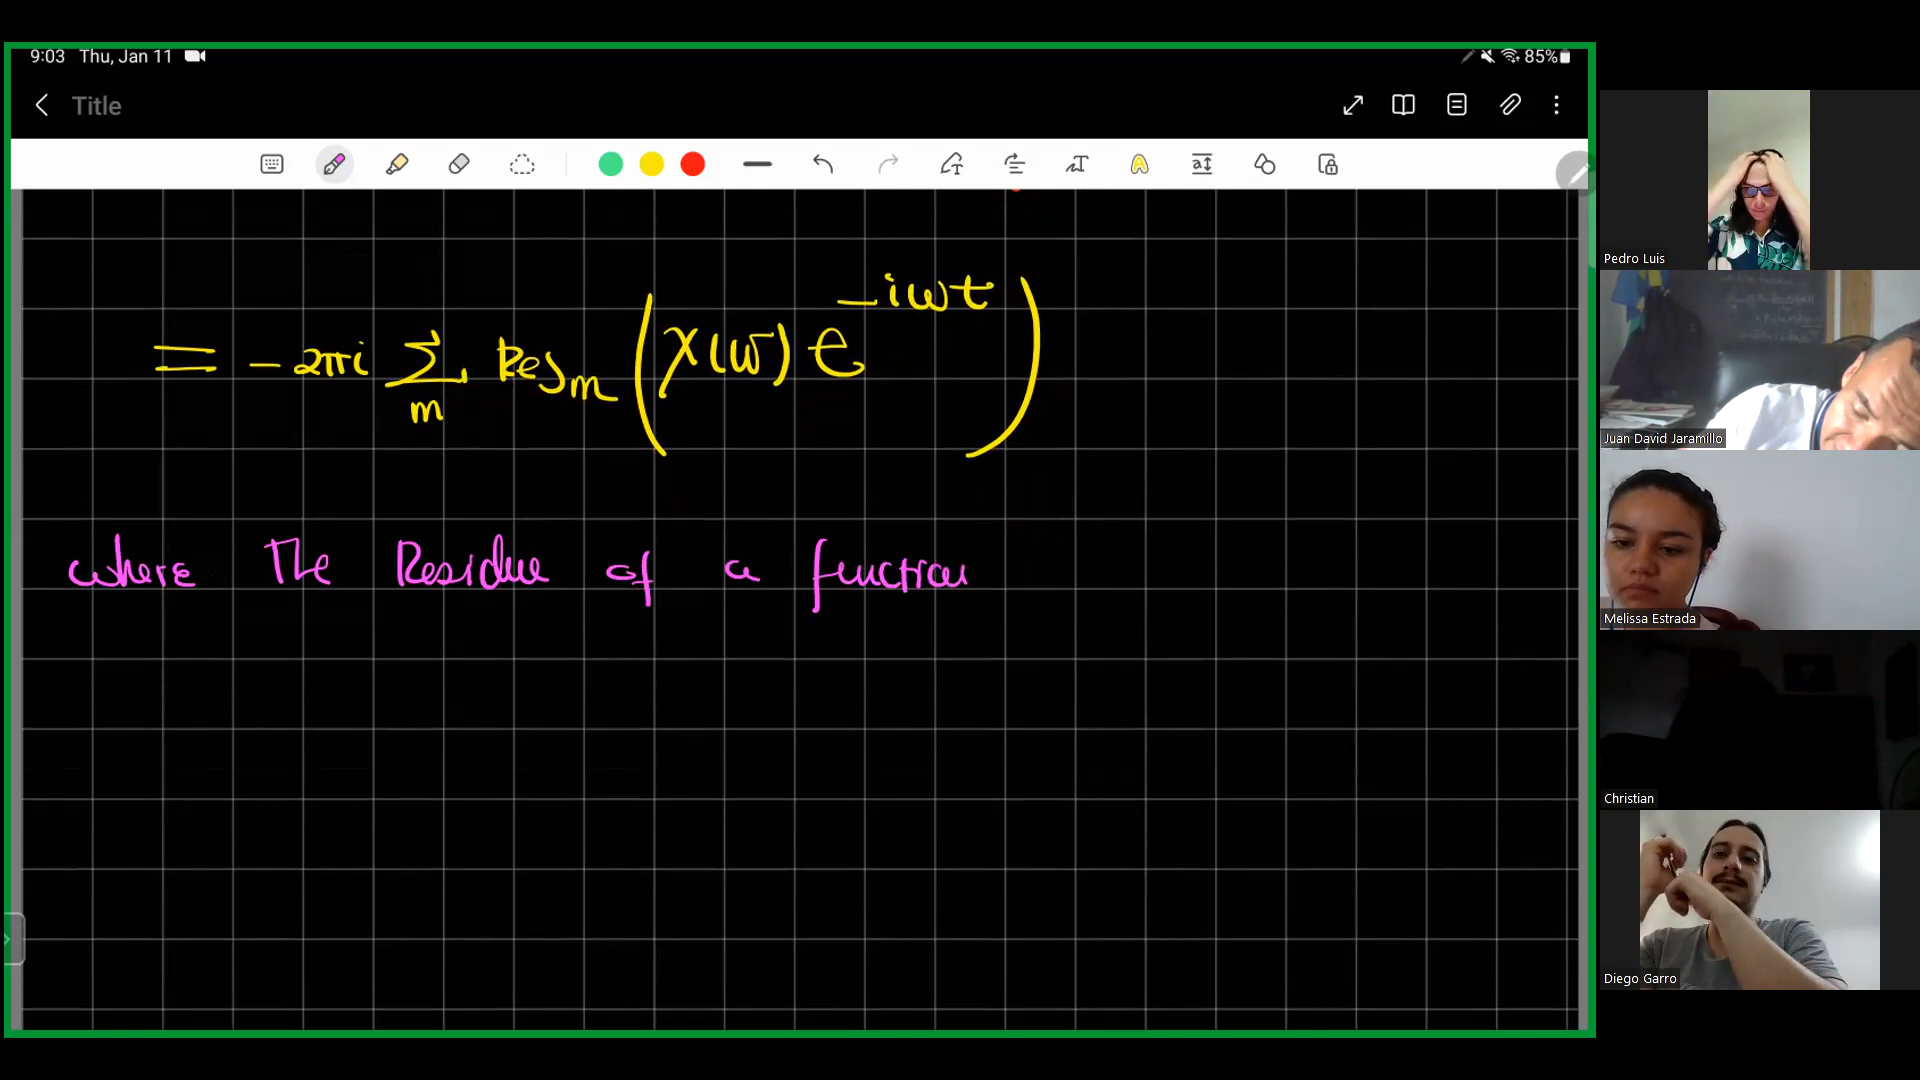 9:03 Thu, Jan 11
85%
Title
= -2πi Σ Res_m (χ(ω) e^{-iωt})
m
where The Residue of a function
Pedro Luis
Juan David Jaramillo
Melissa Estrada
Christian
Diego Garro